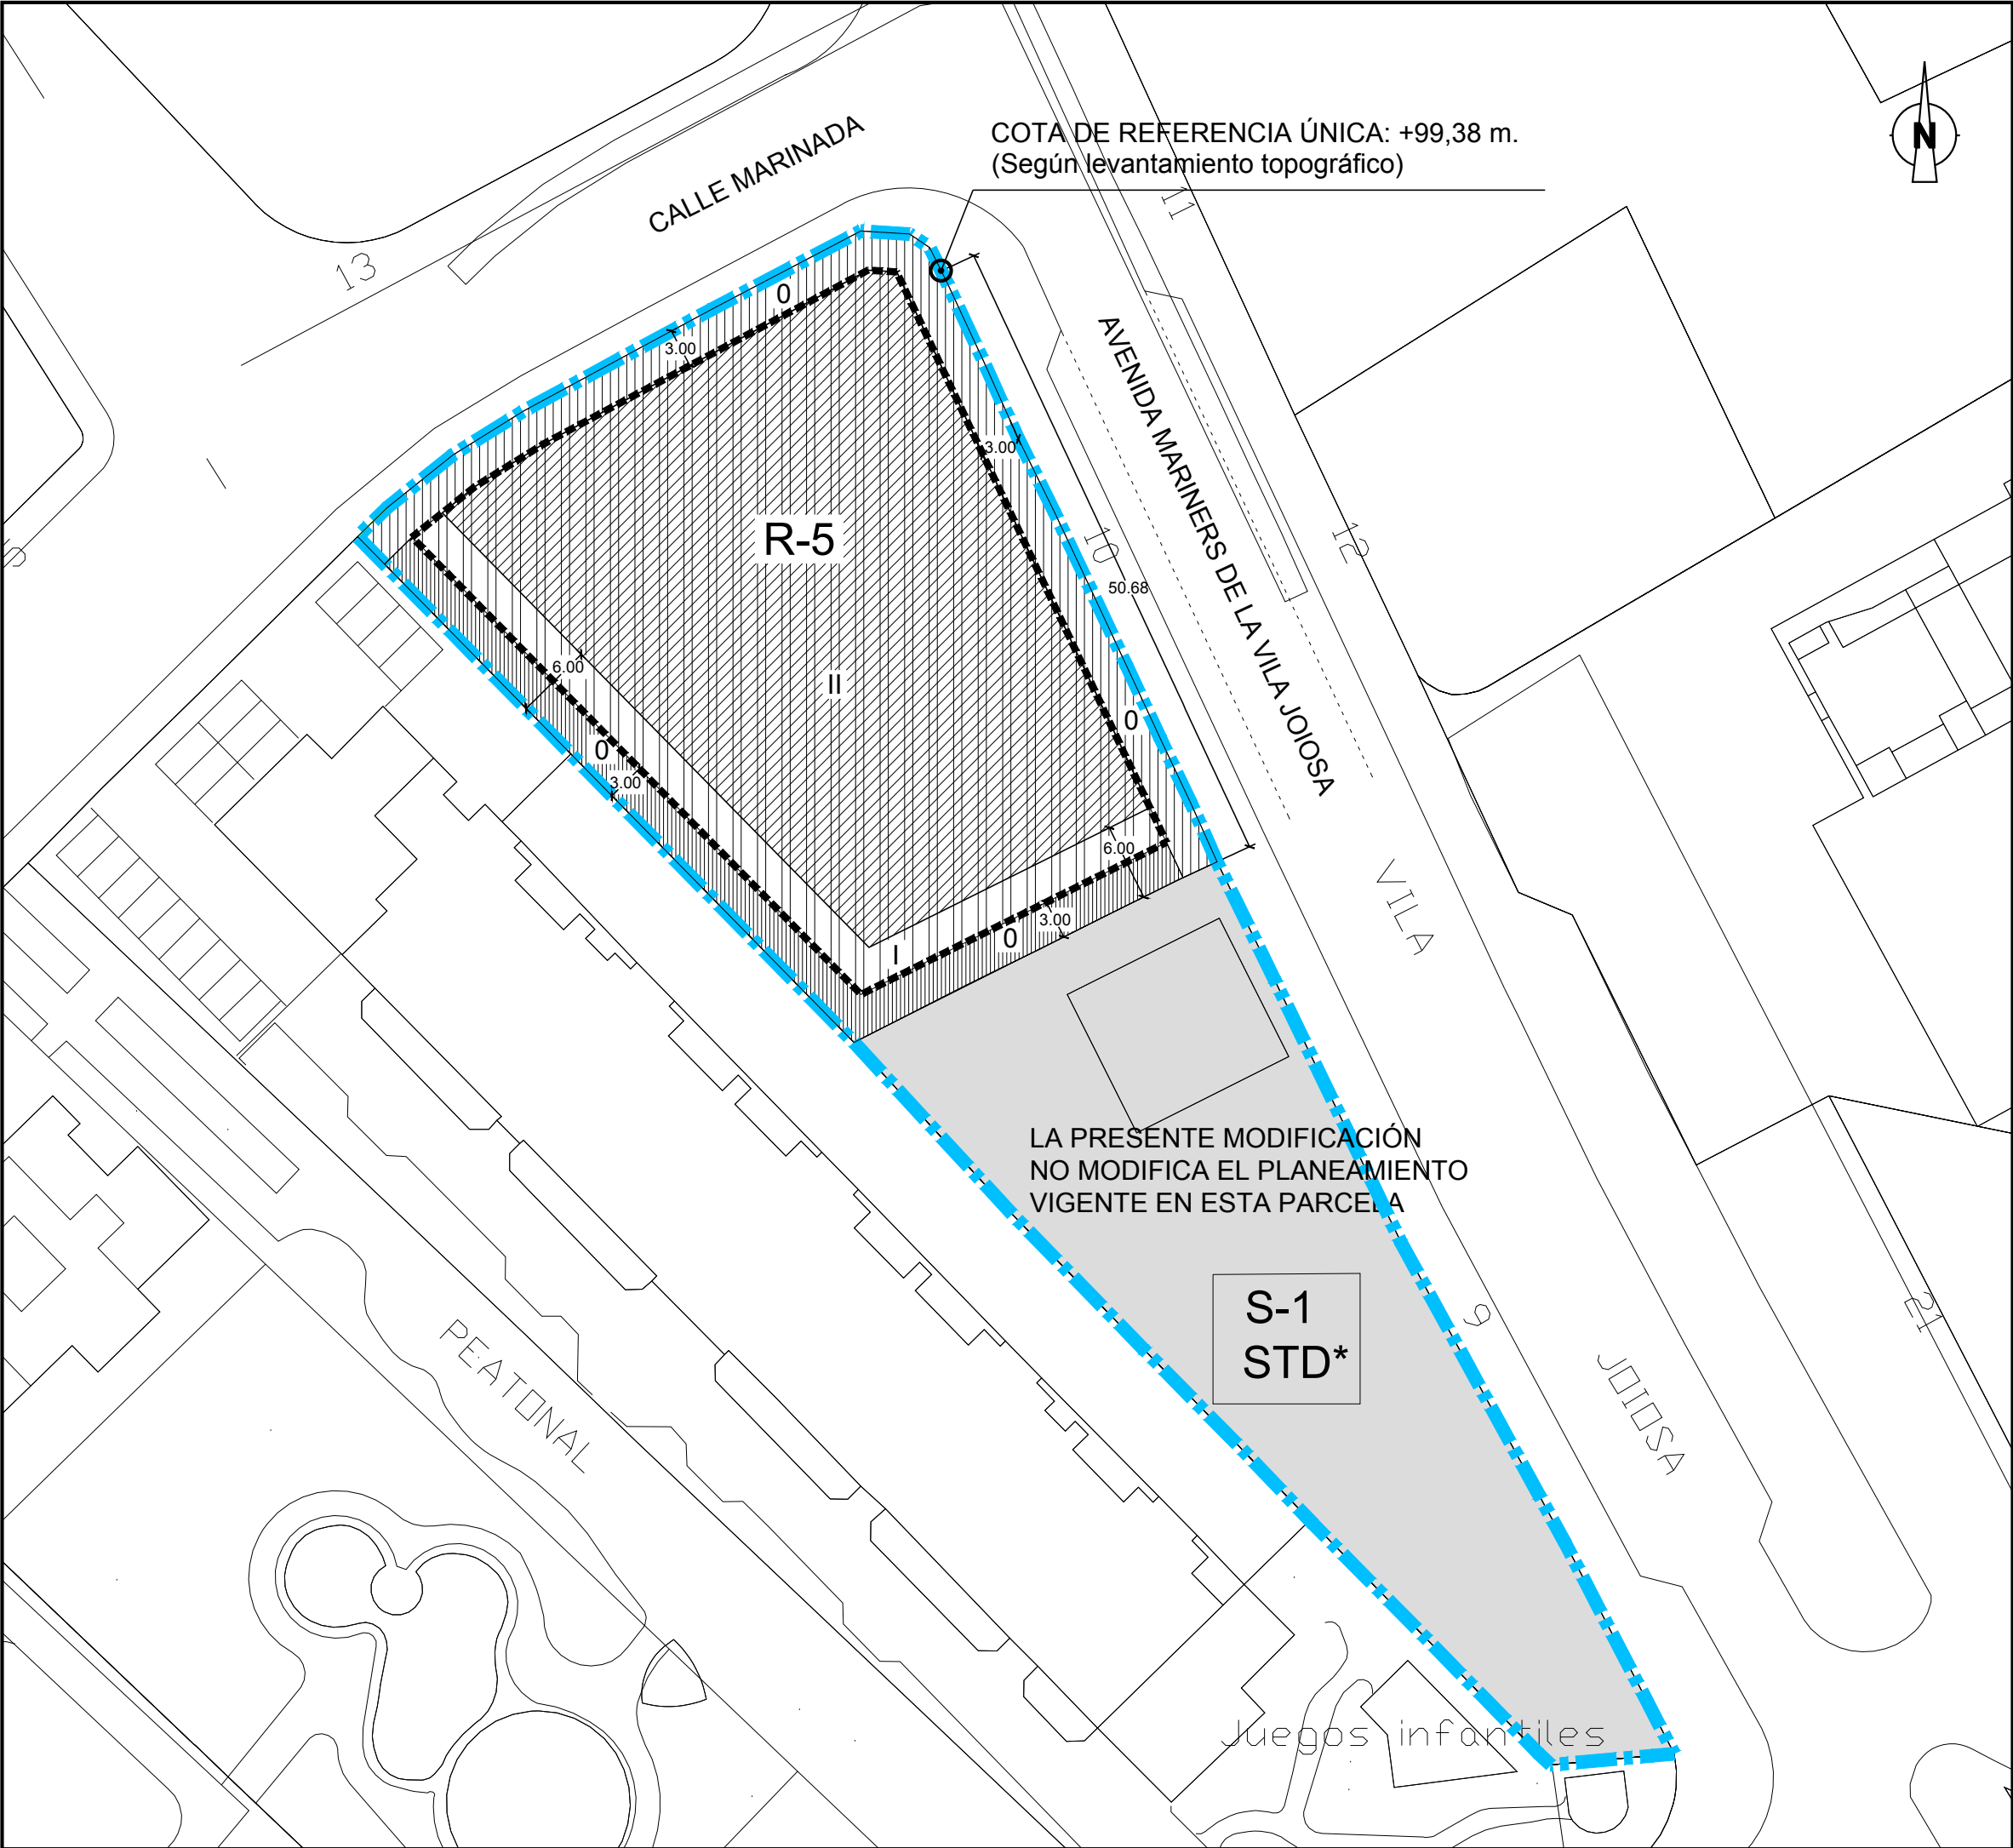 COTA DE REFERENCIA ÚNICA: +99,38 m.
(Según levantamiento topográfico)
N
CALLE MARINADA
11
13
0
3.00
AVENIDA MARINERS DE LA VILA JOIOSA
3.00
R-5
10
12
50.68
6.00
II
0
0
3.00
6.00
VILA
3.00
0
I
LA PRESENTE MODIFICACIÓN
NO MODIFICA EL PLANEAMIENTO
VIGENTE EN ESTA PARCELA
S-1
STD*
9
21
PEATONAL
JOIOSA
Juegos infantiles